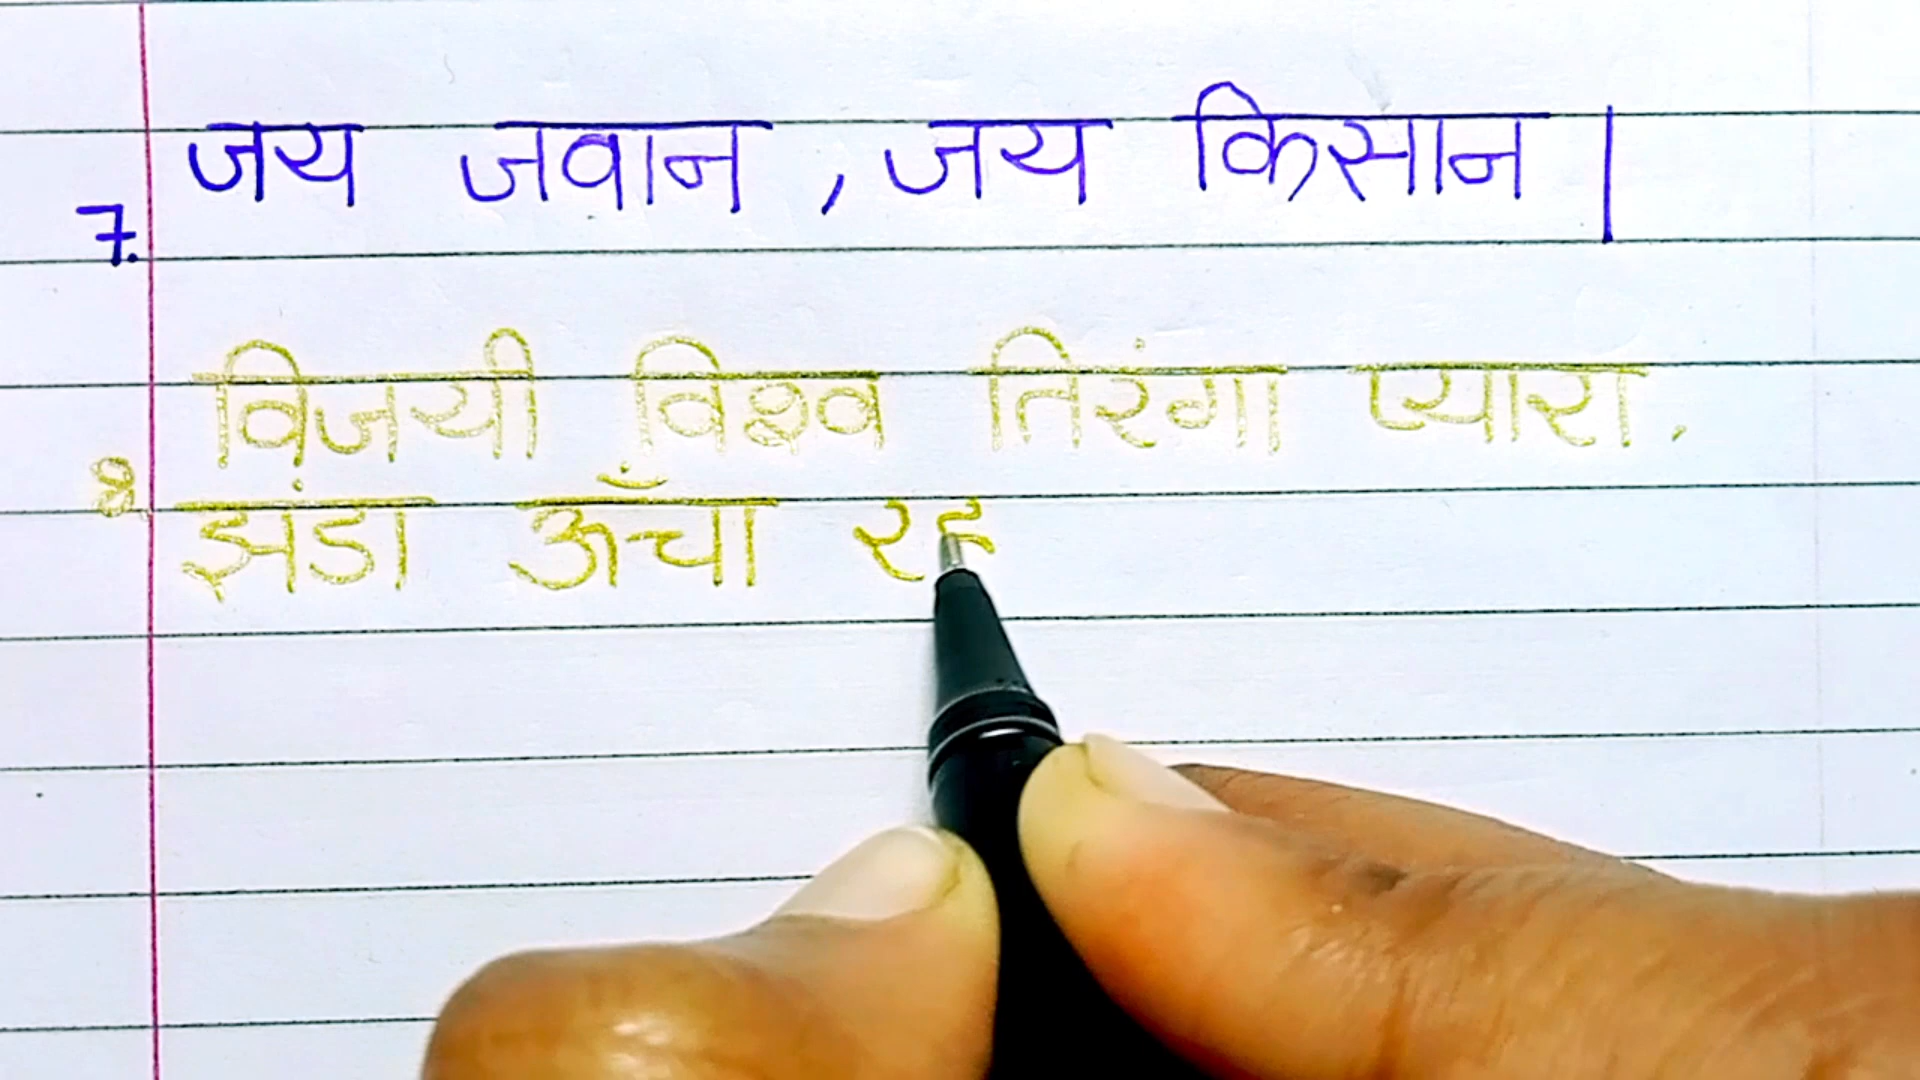 7. जय जवान, जय किसान |
8. विजयी विश्व तिरंगा प्यारा.
झंडा ऊँचा रह